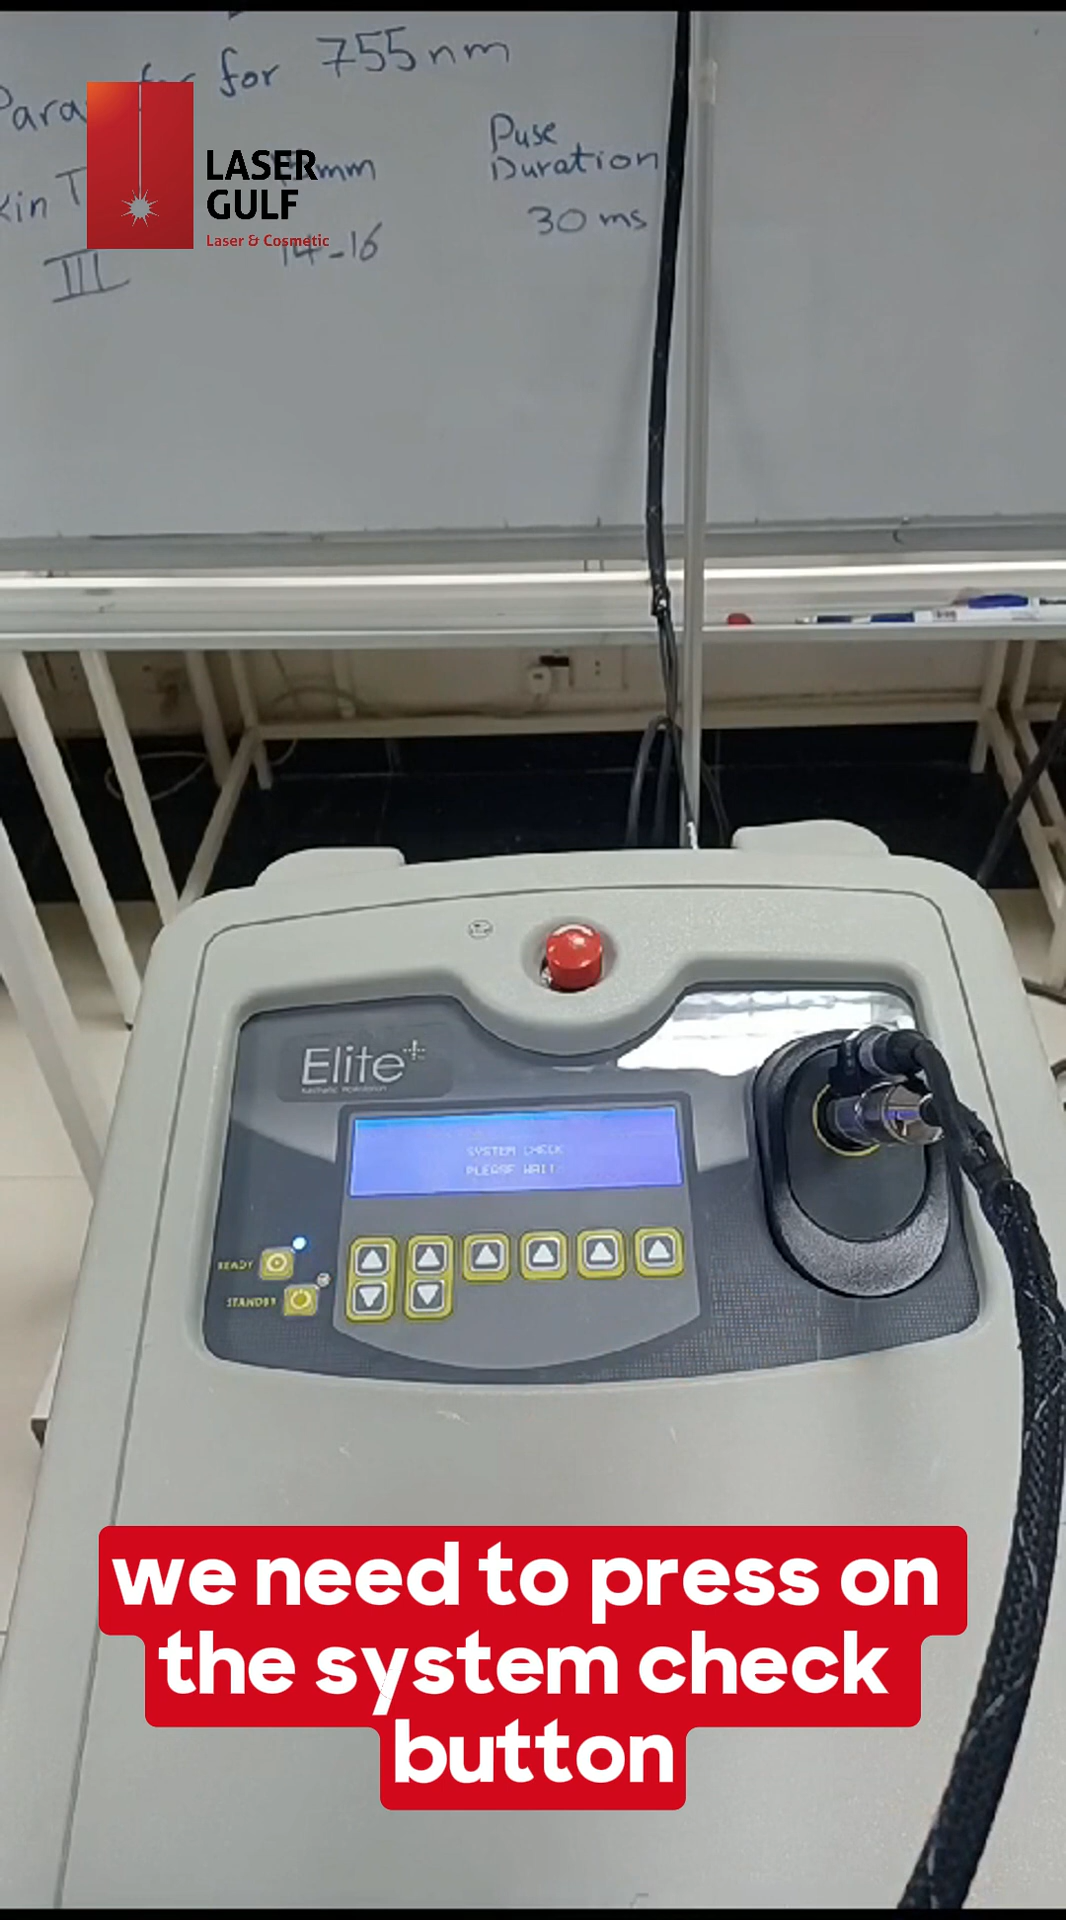 for 755nm
LASER
GULF
Laser & Cosmetic
mm
Puse
Duration
III
14-16
30 ms
Elite+
SYSTEM CHECK
PLEASE WAIT
READY
STANDBY
we need to press on
the system check
button